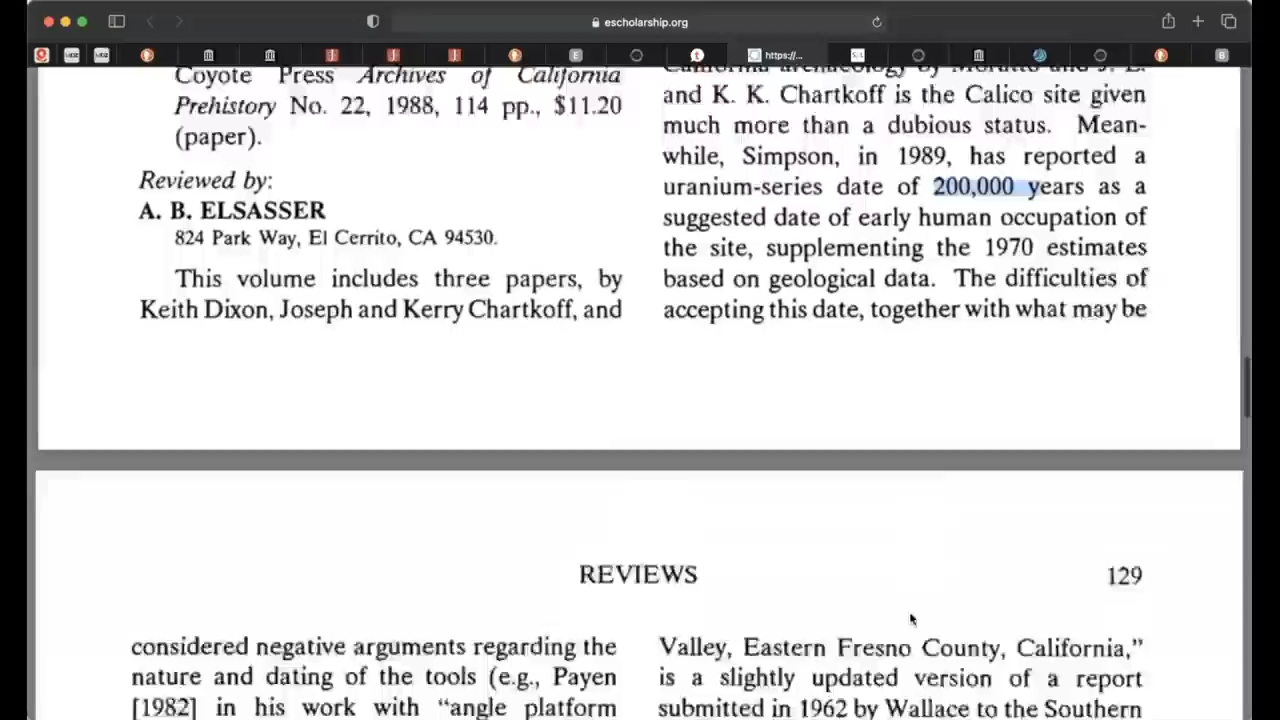 escholarship.org
https://...
Coyote Press Archives of California
Prehistory No. 22, 1988, 114 pp., $11.20
(paper).
Reviewed by:
A. B. ELSASSER
824 Park Way, El Cerrito, CA 94530.
This volume includes three papers, by
Keith Dixon, Joseph and Kerry Chartkoff, and
California archaeology by Moratto and J. L.
and K. K. Chartkoff is the Calico site given
much more than a dubious status. Mean-
while, Simpson, in 1989, has reported a
uranium-series date of 200,000 years as a
suggested date of early human occupation of
the site, supplementing the 1970 estimates
based on geological data. The difficulties of
accepting this date, together with what may be
REVIEWS 129
considered negative arguments regarding the
nature and dating of the tools (e.g., Payen
[1982] in his work with "angle platform
Valley, Eastern Fresno County, California,"
is a slightly updated version of a report
submitted in 1962 by Wallace to the Southern